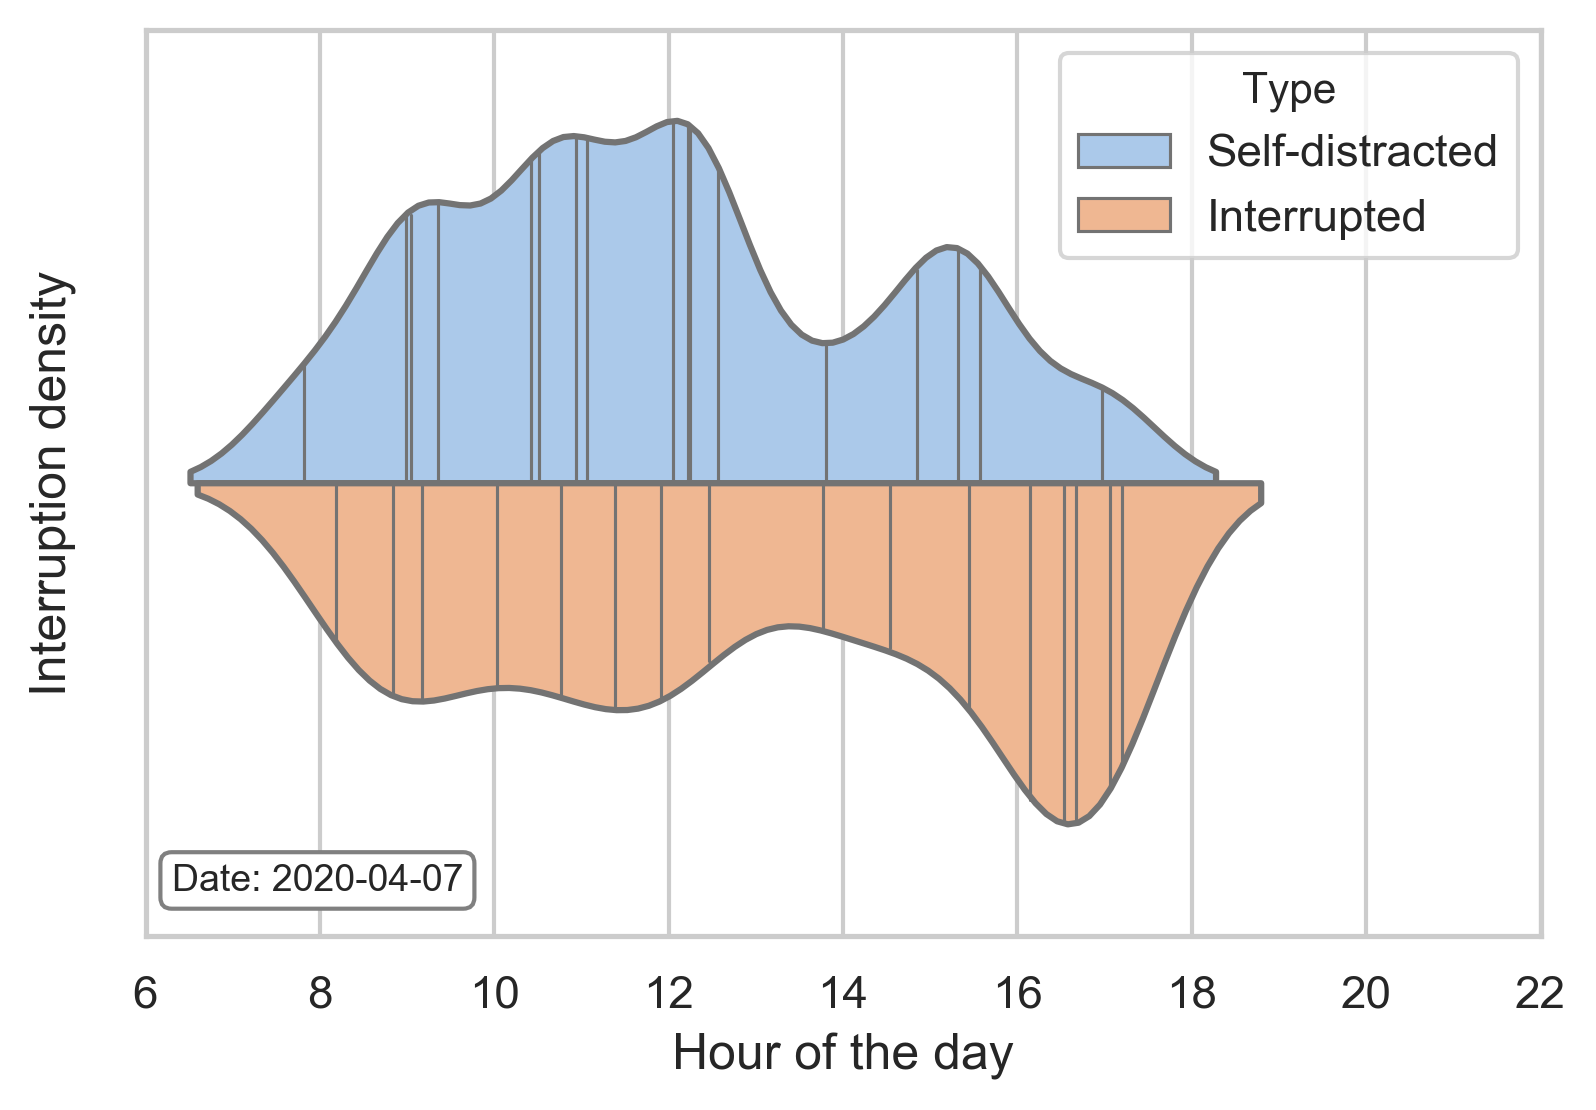 Type
Self-distracted
Interrupted
Interruption density
Date: 2020-04-07
6 8 10 12 14 16 18 20 22
Hour of the day